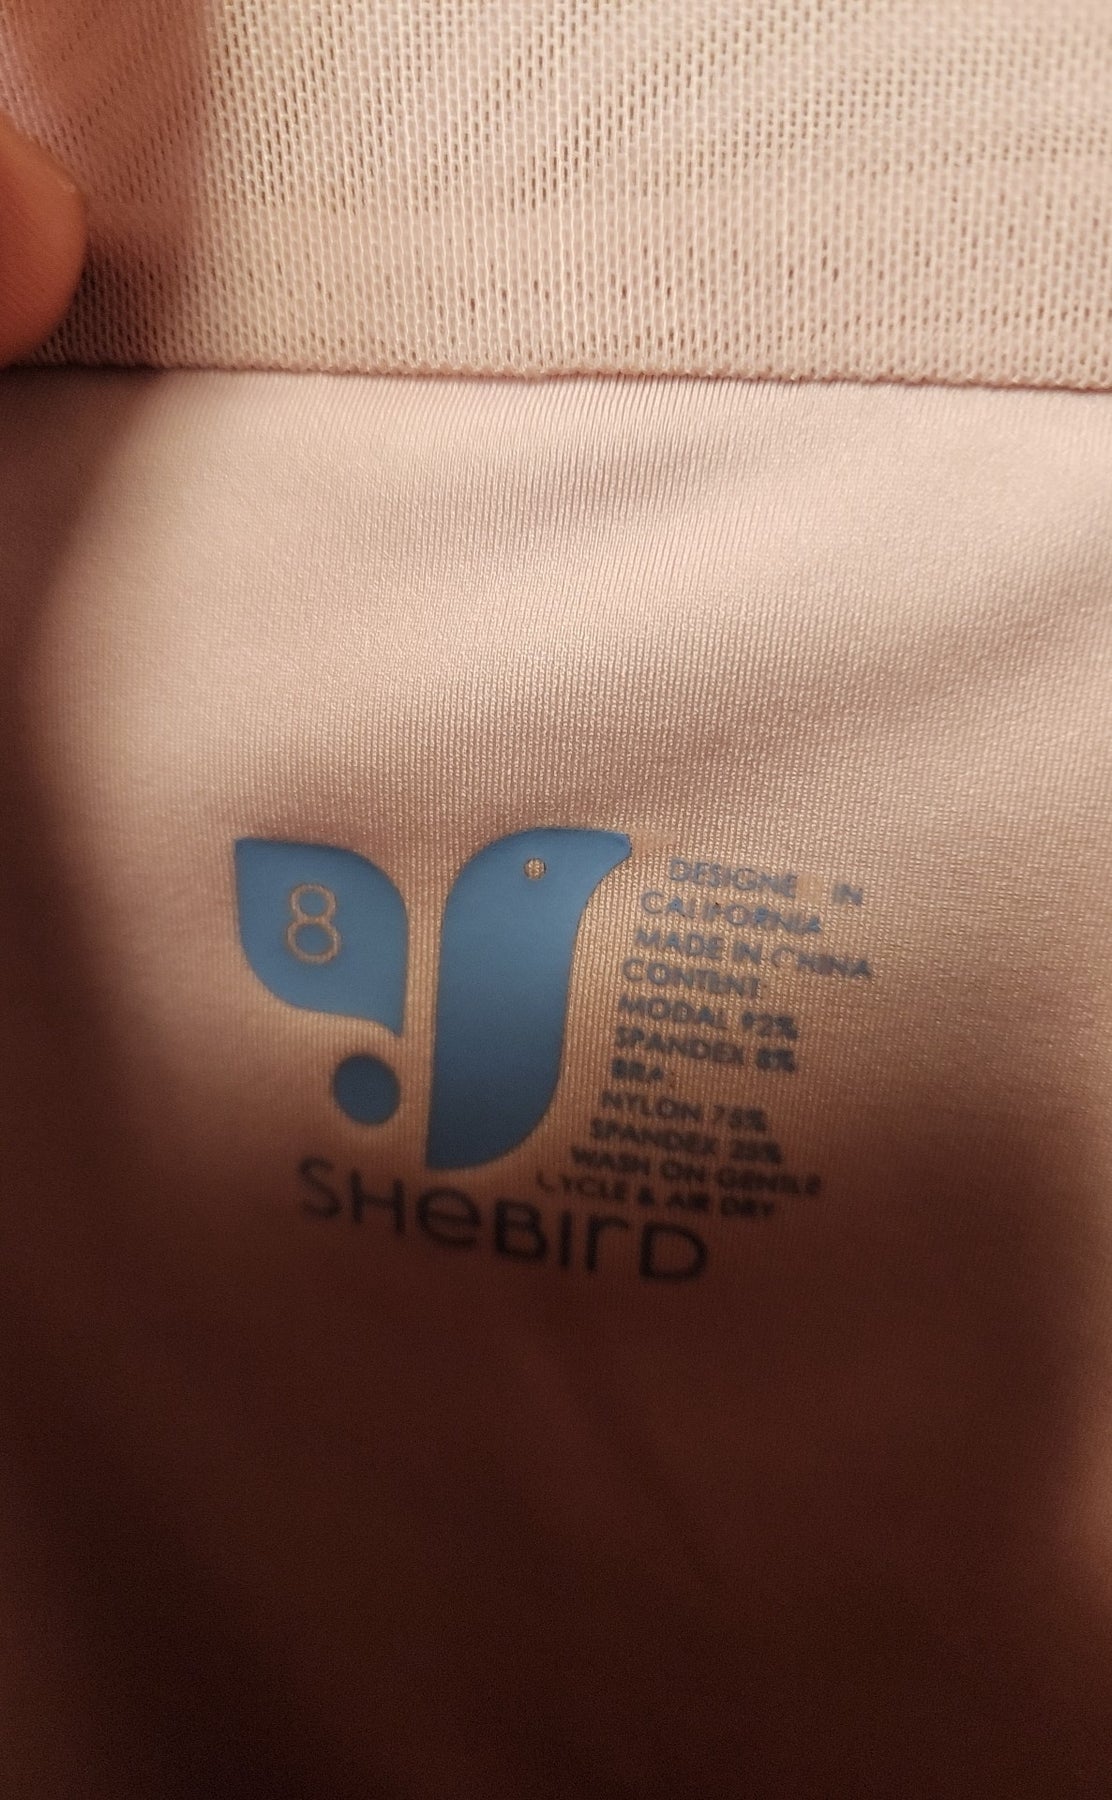 8
DESIGNED IN
CALIFORNIA
MADE IN CHINA
CONTENT:
MODAL 92%
SPANDEX 8%
BRA:
NYLON 75%
SPANDEX 25%
WASH ON GENTLE
CYCLE & AIR DRY
SHeBIrD